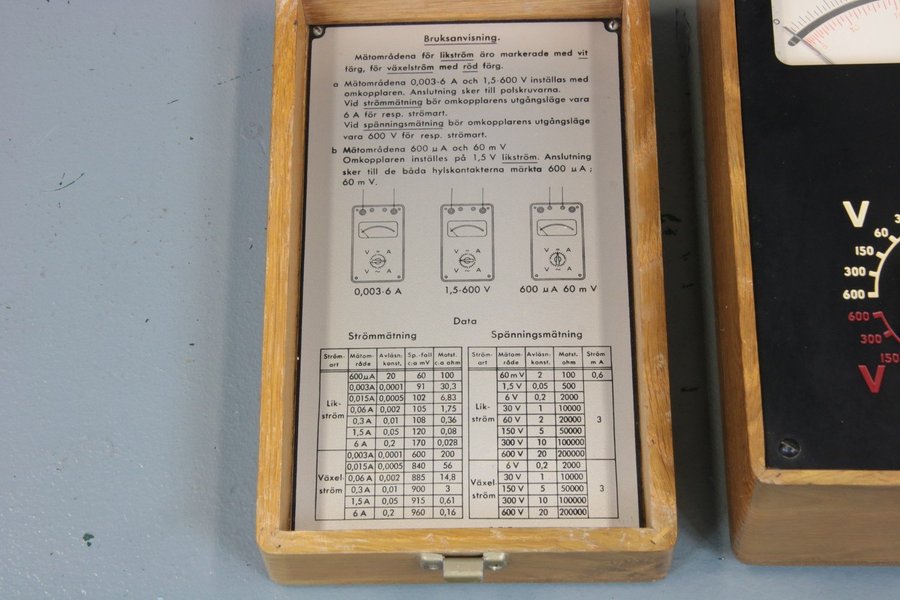 Bruksanvisning.
Mätområdena för likström äro markerade med vit
färg, för växelström med röd färg.
a Mätområdena 0,003-6 A och 1,5-600 V inställas med
omkopplaren. Anslutning sker till polskruvarna.
Vid strömmätning bör omkopplarens utgångsläge vara
6 A för resp. strömart.
Vid spänningsmätning bör omkopplarens utgångsläge
vara 600 V för resp. strömart.
b Mätområdena 600 µA och 60 mV
Omkopplaren inställes på 1,5 V likström. Anslutning
sker till de båda hylskontakterna märkta 600 µA;
60 mV.
V = A V = A V = A
V ~ A V ~ A V ~ A
0,003-6 A 1,5-600 V 600 µA 60 mV
Data
Strömmätning Spänningsmätning
Ström- Mätom- Avläsn: Sp.-fall Motst. Ström- Mätom- Avläsn: Motst. Ström
art råde konst. c:a mV c:a ohm art råde konst. ohm m A
600µA 20 60 100 60 mV 2 100 0,6
0,003A 0,0001 91 30,3 1,5 V 0,05 500
0,015A 0,0005 102 6,83 6 V 0,2 2000
Lik- 0,06 A 0,002 105 1,75 Lik- 30 V 1 10000
ström 0,3 A 0,01 108 0,36 ström 60 V 2 20000 3
1,5 A 0,05 120 0,08 150 V 5 50000
6 A 0,2 170 0,028 300 V 10 100000
0,003A 0,0001 600 200 600 V 20 200000
0,015A 0,0005 840 56 6 V 0,2 2000
Växel- 0,06 A 0,002 885 14,8 Växel- 30 V 1 10000
ström 0,3 A 0,01 900 3 ström 150 V 5 50000 3
1,5 A 0,05 915 0,61 300 V 10 100000
6 A 0,2 960 0,16 600 V 20 200000
V
60
150
300
600
600
300
150
V